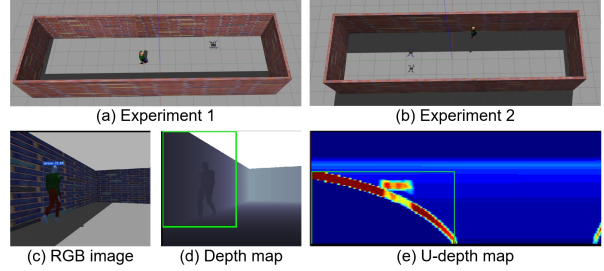 (a) Experiment 1
(b) Experiment 2
(c) RGB image
(d) Depth map
(e) U-depth map